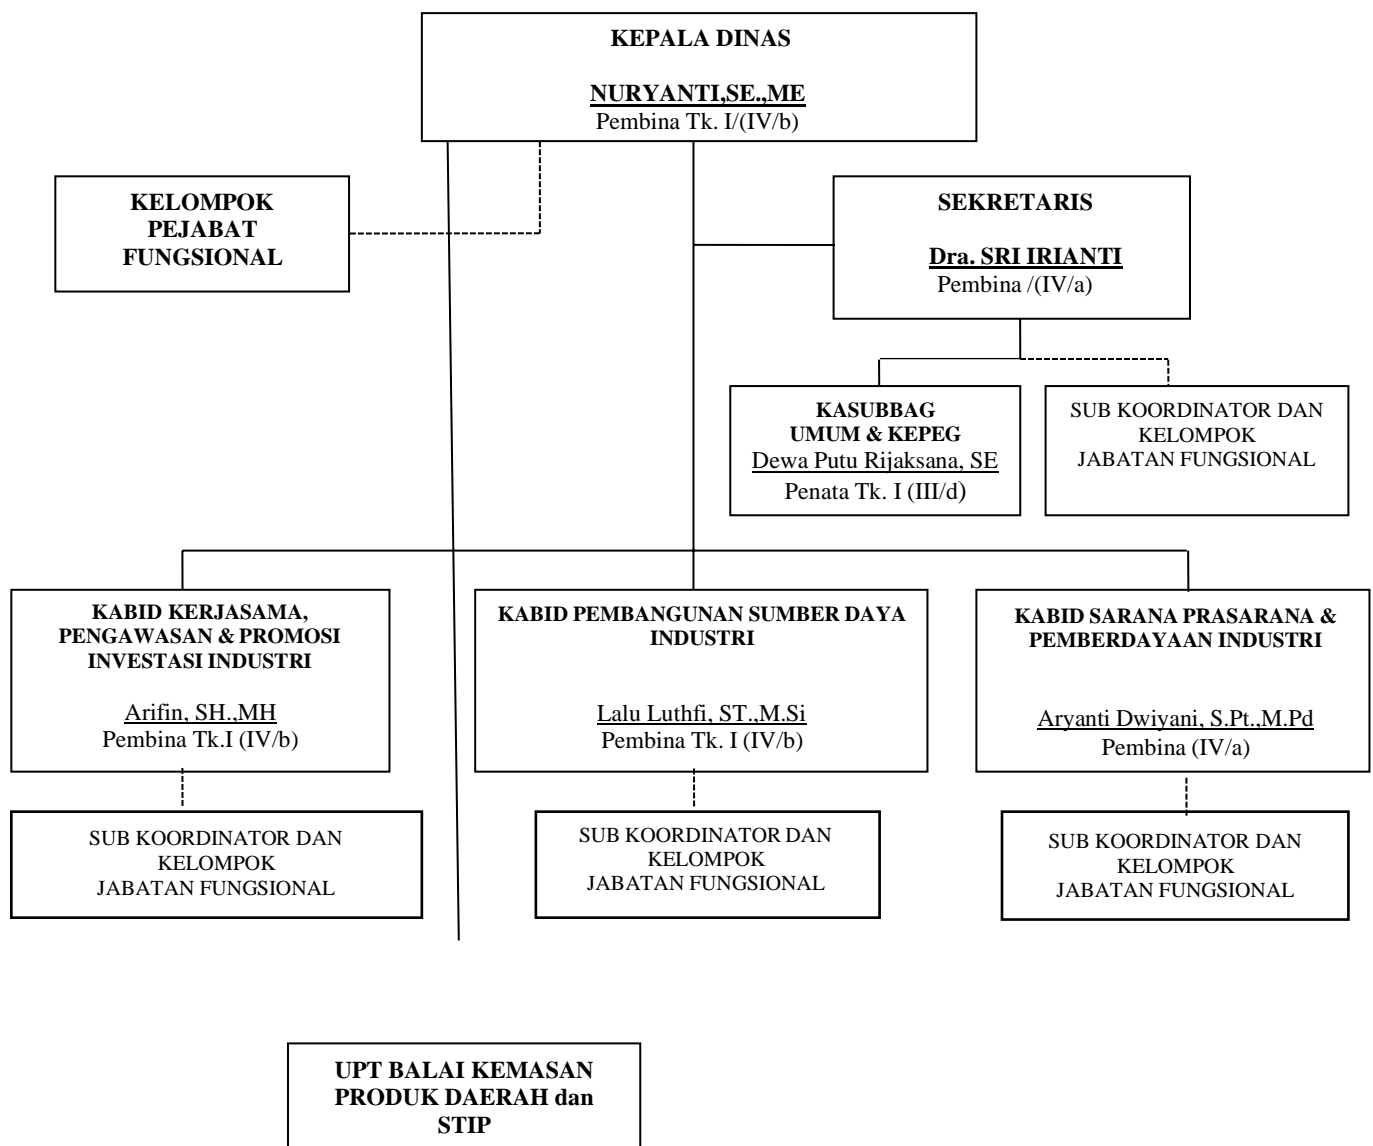 KEPALA DINAS
NURYANTI,SE.,ME
Pembina Tk. I/(IV/b)
KELOMPOK
PEJABAT
FUNGSIONAL
SEKRETARIS
Dra. SRI IRIANTI
Pembina /(IV/a)
KASUBBAG
UMUM & KEPEG
Dewa Putu Rijaksana, SE
Penata Tk. I (III/d)
SUB KOORDINATOR DAN
KELOMPOK
JABATAN FUNGSIONAL
KABID KERJASAMA,
PENGAWASAN & PROMOSI
INVESTASI INDUSTRI
Arifin, SH.,MH
Pembina Tk.I (IV/b)
KABID PEMBANGUNAN SUMBER DAYA
INDUSTRI
Lalu Luthfi, ST.,M.Si
Pembina Tk. I (IV/b)
KABID SARANA PRASARANA &
PEMBERDAYAAN INDUSTRI
Aryanti Dwiyani, S.Pt.,M.Pd
Pembina (IV/a)
SUB KOORDINATOR DAN
KELOMPOK
JABATAN FUNGSIONAL
SUB KOORDINATOR DAN
KELOMPOK
JABATAN FUNGSIONAL
SUB KOORDINATOR DAN
KELOMPOK
JABATAN FUNGSIONAL
UPT BALAI KEMASAN
PRODUK DAERAH dan
STIP